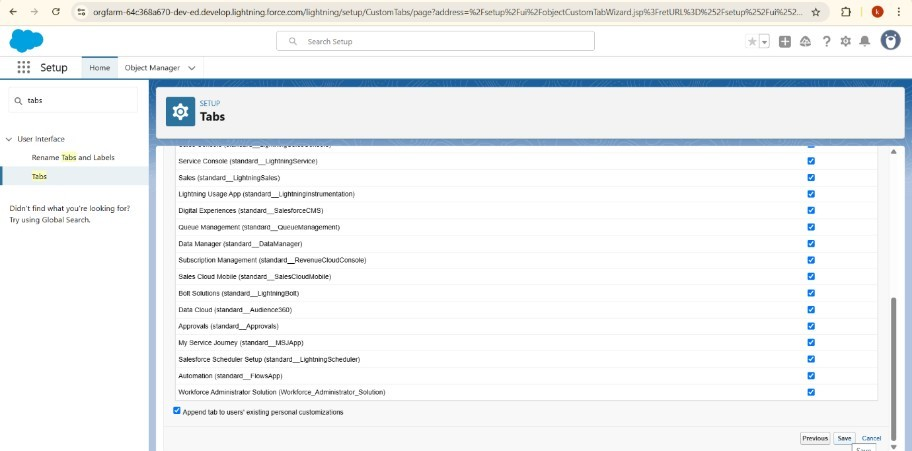 orgfarm-64c368a670-dev-ed.develop.lightning.force.com/lightning/setup/CustomTabs/page?address=%2Fsetup%2Fui%2FobjectCustomTabWizard.jsp%3FretURL%3D%252Fsetup%252Fui%252...
k
Search Setup
Setup
Home
Object Manager
tabs
User Interface
Rename Tabs and Labels
Tabs
Didn't find what you're looking for?
Try using Global Search.
SETUP
Tabs
Service Console (standard__LightningService)
Sales (standard__LightningSales)
Lightning Usage App (standard__LightningInstrumentation)
Digital Experiences (standard__SalesforceCMS)
Queue Management (standard__QueueManagement)
Data Manager (standard__DataManager)
Subscription Management (standard__RevenueCloudConsole)
Sales Cloud Mobile (standard__SalesCloudMobile)
Bolt Solutions (standard__LightningBolt)
Data Cloud (standard__Audience360)
Approvals (standard__Approvals)
My Service Journey (standard__MSJApp)
Salesforce Scheduler Setup (standard__LightningScheduler)
Automation (standard__FlowsApp)
Workforce Administrator Solution (Workforce_Administrator_Solution)
Append tab to users' existing personal customizations
Previous Save Cancel
Save